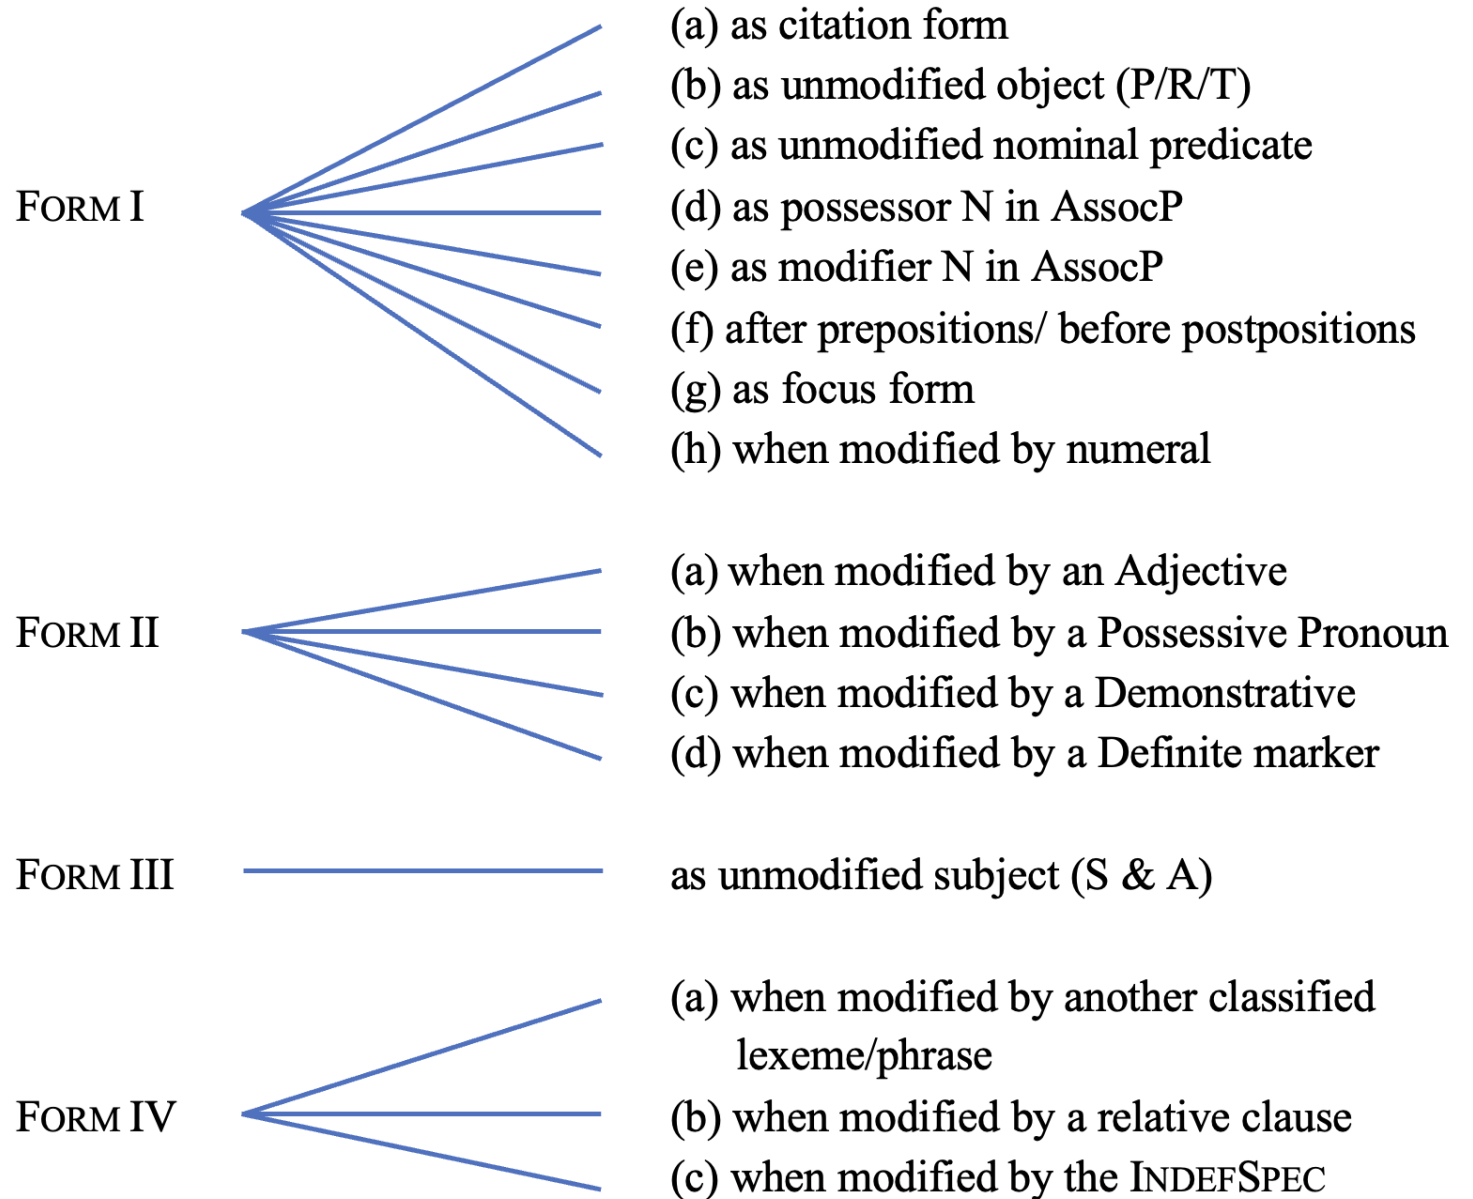 (a) as citation form
(b) as unmodified object (P/R/T)
(c) as unmodified nominal predicate
FORM I (d) as possessor N in AssocP
(e) as modifier N in AssocP
(f) after prepositions/ before postpositions
(g) as focus form
(h) when modified by numeral
(a) when modified by an Adjective
FORM II (b) when modified by a Possessive Pronoun
(c) when modified by a Demonstrative
(d) when modified by a Definite marker
FORM III as unmodified subject (S & A)
(a) when modified by another classified
lexeme/phrase
FORM IV (b) when modified by a relative clause
(c) when modified by the INDEFSPEC